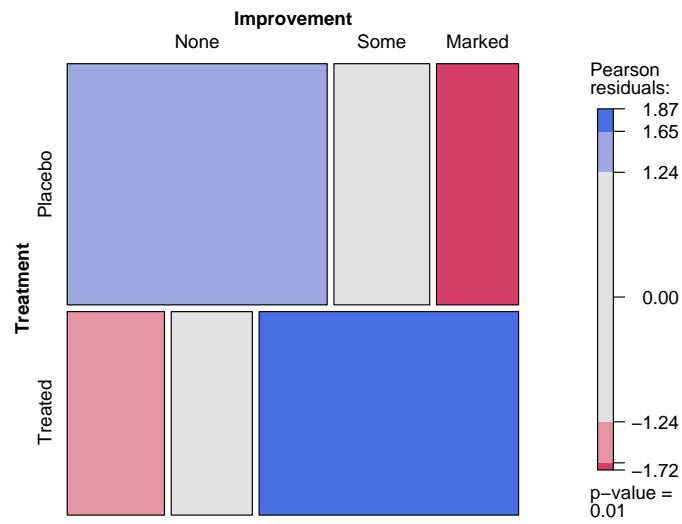 Improvement
None Some Marked
Treatment
Placebo
Treated
Pearson
residuals:
1.87
1.65
1.24
0.00
−1.24
−1.72
p−value =
0.01